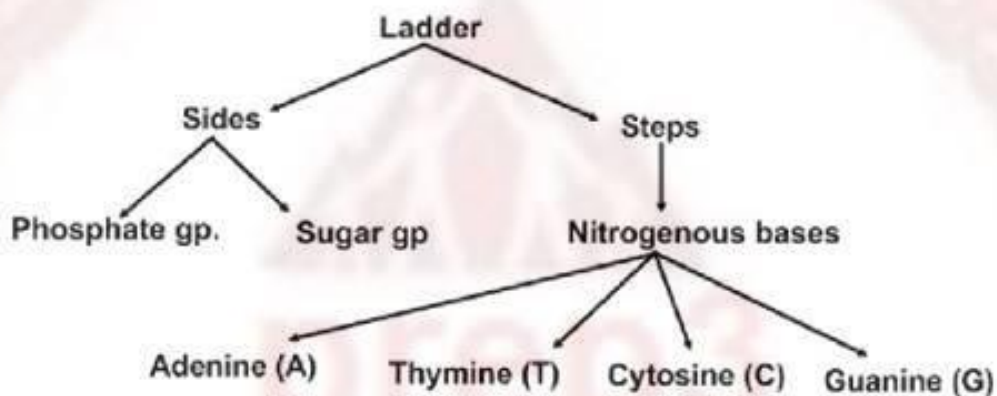 Ladder
Sides
Steps
Phosphate gp.
Sugar gp
Nitrogenous bases
Adenine (A)
Thymine (T)
Cytosine (C)
Guanine (G)